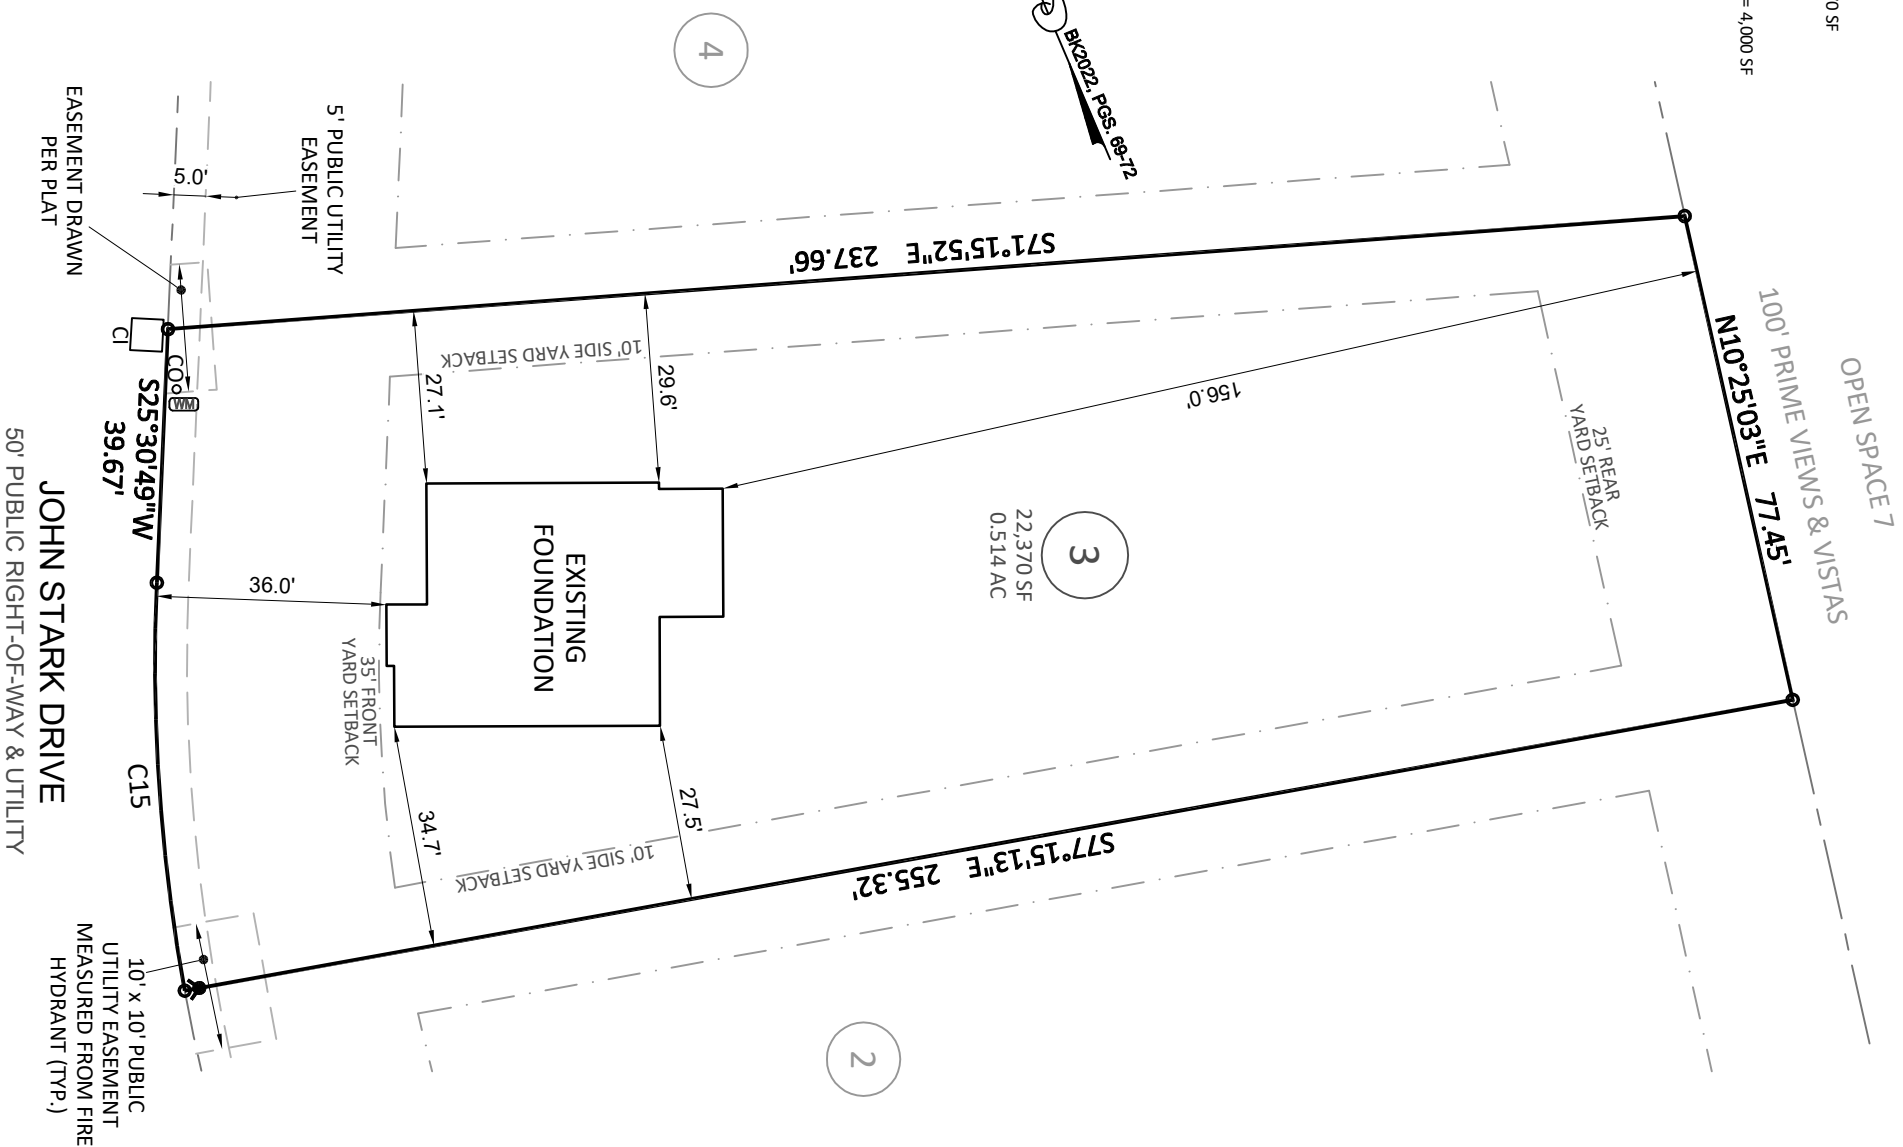 0 SF
= 4,000 SF
BK2022, PGS. 69-72
4
OPEN SPACE 7
100' PRIME VIEWS & VISTAS
N10°25'03"E 77.45'
S71°15'52"E 237.66'
5' PUBLIC UTILITY
EASEMENT
5.0'
EASEMENT DRAWN
PER PLAT
CI
CO
WM
S25°30'49"W
39.67'
10' SIDE YARD SETBACK
27.1'
29.6'
156.0'
25' REAR
YARD SETBACK
3
22,370 SF
0.514 AC
EXISTING
FOUNDATION
36.0'
35' FRONT
YARD SETBACK
34.7'
27.5'
10' SIDE YARD SETBACK
S77°15'13"E 255.32'
C15
JOHN STARK DRIVE
50' PUBLIC RIGHT-OF-WAY & UTILITY
10' x 10' PUBLIC
UTILITY EASEMENT
MEASURED FROM FIRE
HYDRANT (TYP.)
2